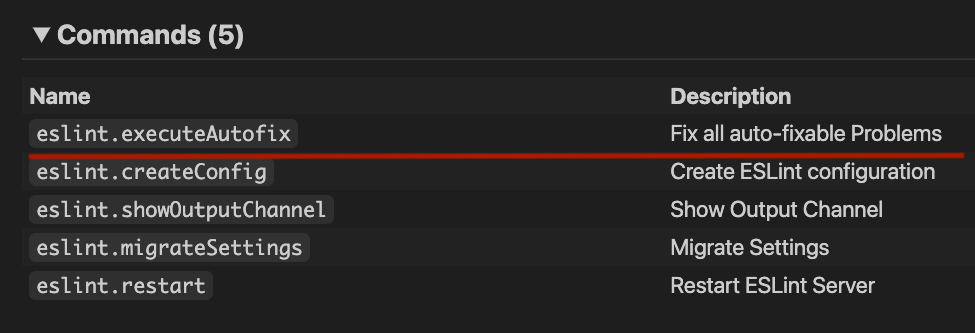 ▼ Commands (5)
Name Description
eslint.executeAutofix Fix all auto-fixable Problems
eslint.createConfig Create ESLint configuration
eslint.showOutputChannel Show Output Channel
eslint.migrateSettings Migrate Settings
eslint.restart Restart ESLint Server